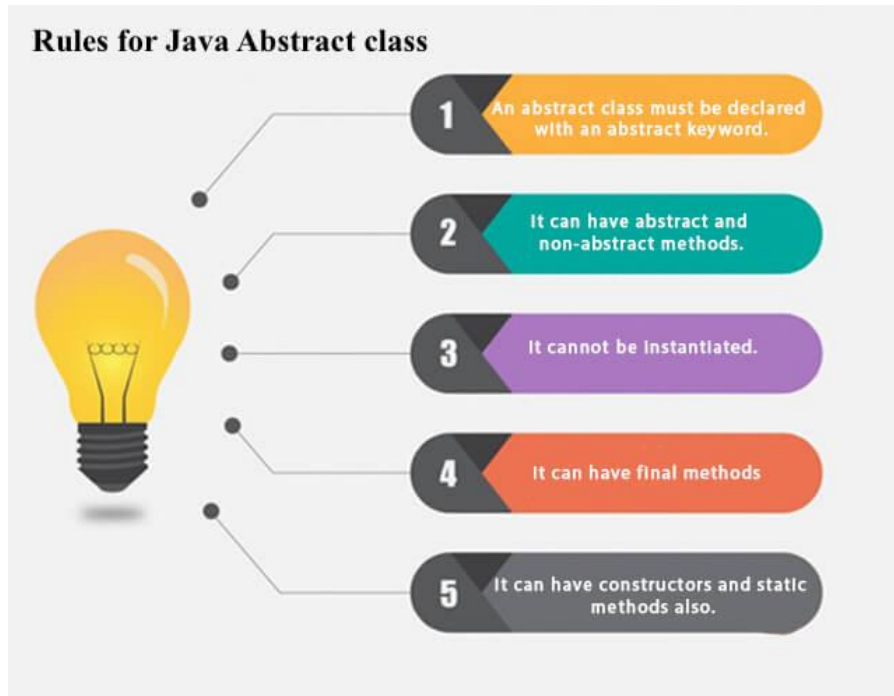 Rules for Java Abstract class
1
An abstract class must be declared
with an abstract keyword.
2
It can have abstract and
non-abstract methods.
3
It cannot be instantiated.
4
It can have final methods
5
It can have constructors and static
methods also.